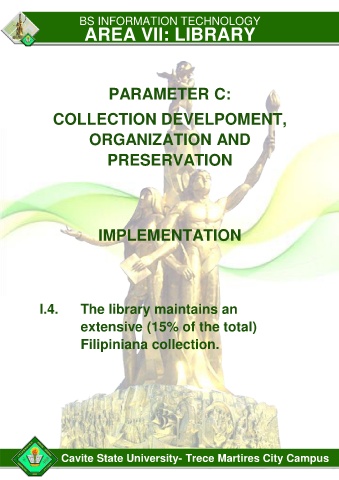 BS INFORMATION TECHNOLOGY
AREA VII: LIBRARY
PARAMETER C:
COLLECTION DEVELPOMENT,
ORGANIZATION AND
PRESERVATION
IMPLEMENTATION
I.4. The library maintains an
extensive (15% of the total)
Filipiniana collection.
Cavite State University- Trece Martires City Campus